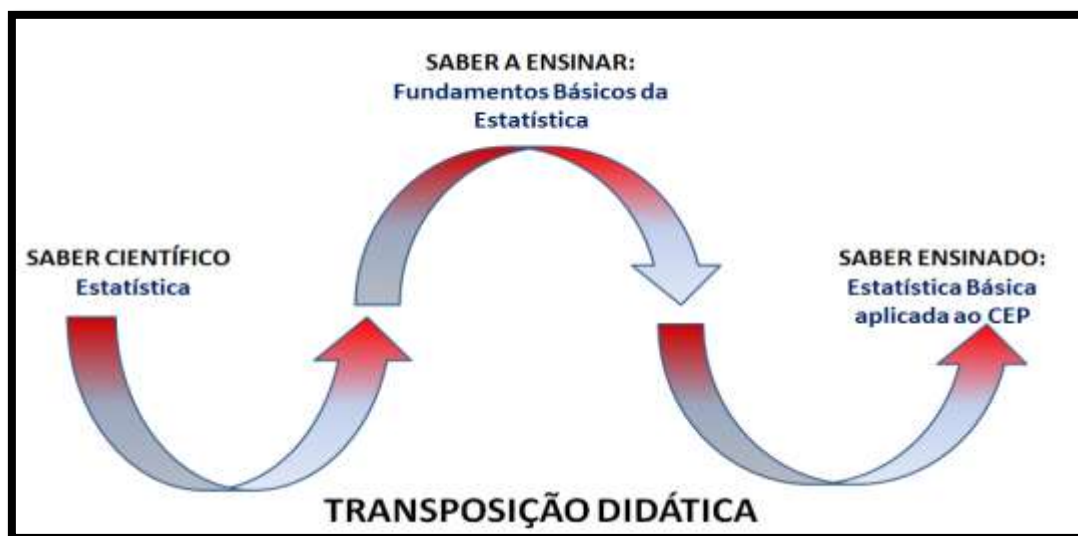 SABER A ENSINAR:
Fundamentos Básicos da
Estatística
SABER CIENTÍFICO
Estatística
SABER ENSINADO:
Estatística Básica
aplicada ao CEP
TRANSPOSIÇÃO DIDÁTICA